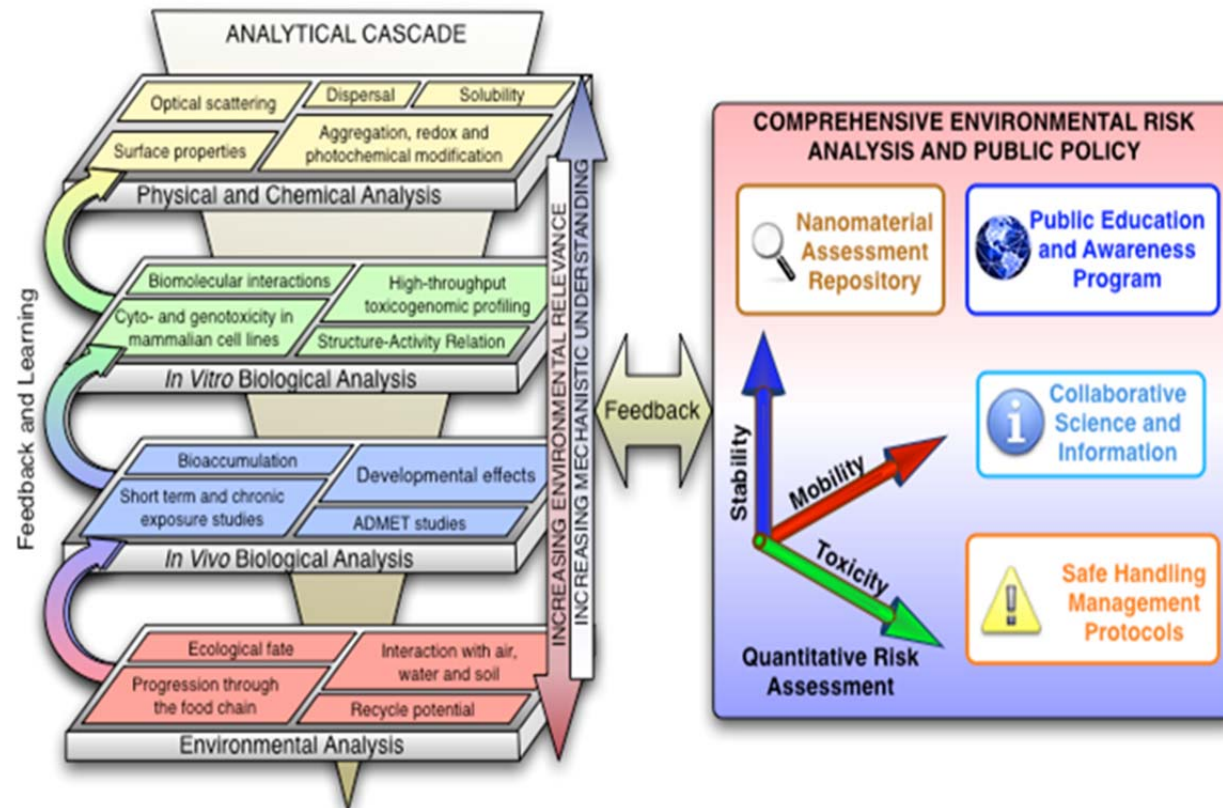 ANALYTICAL CASCADE
Optical scattering
Dispersal
Solubility
Surface properties
Aggregation, redox and
photochemical modification
Physical and Chemical Analysis
Biomolecular interactions
High-throughput
toxicogenomic profiling
Cyto- and genotoxicity in
mammalian cell lines
Structure-Activity Relation
In Vitro Biological Analysis
Bioaccumulation
Developmental effects
Short term and chronic
exposure studies
ADMET studies
In Vivo Biological Analysis
Ecological fate
Interaction with air,
water and soil
Progression through
the food chain
Recycle potential
Environmental Analysis
Feedback and Learning
INCREASING ENVIRONMENTAL RELEVANCE
INCREASING MECHANISTIC UNDERSTANDING
Feedback
COMPREHENSIVE ENVIRONMENTAL RISK
ANALYSIS AND PUBLIC POLICY
Nanomaterial
Assessment
Repository
Public Education
and Awareness
Program
Stability
Mobility
Toxicity
Quantitative Risk
Assessment
i
Collaborative
Science and
Information
!
Safe Handling
Management
Protocols